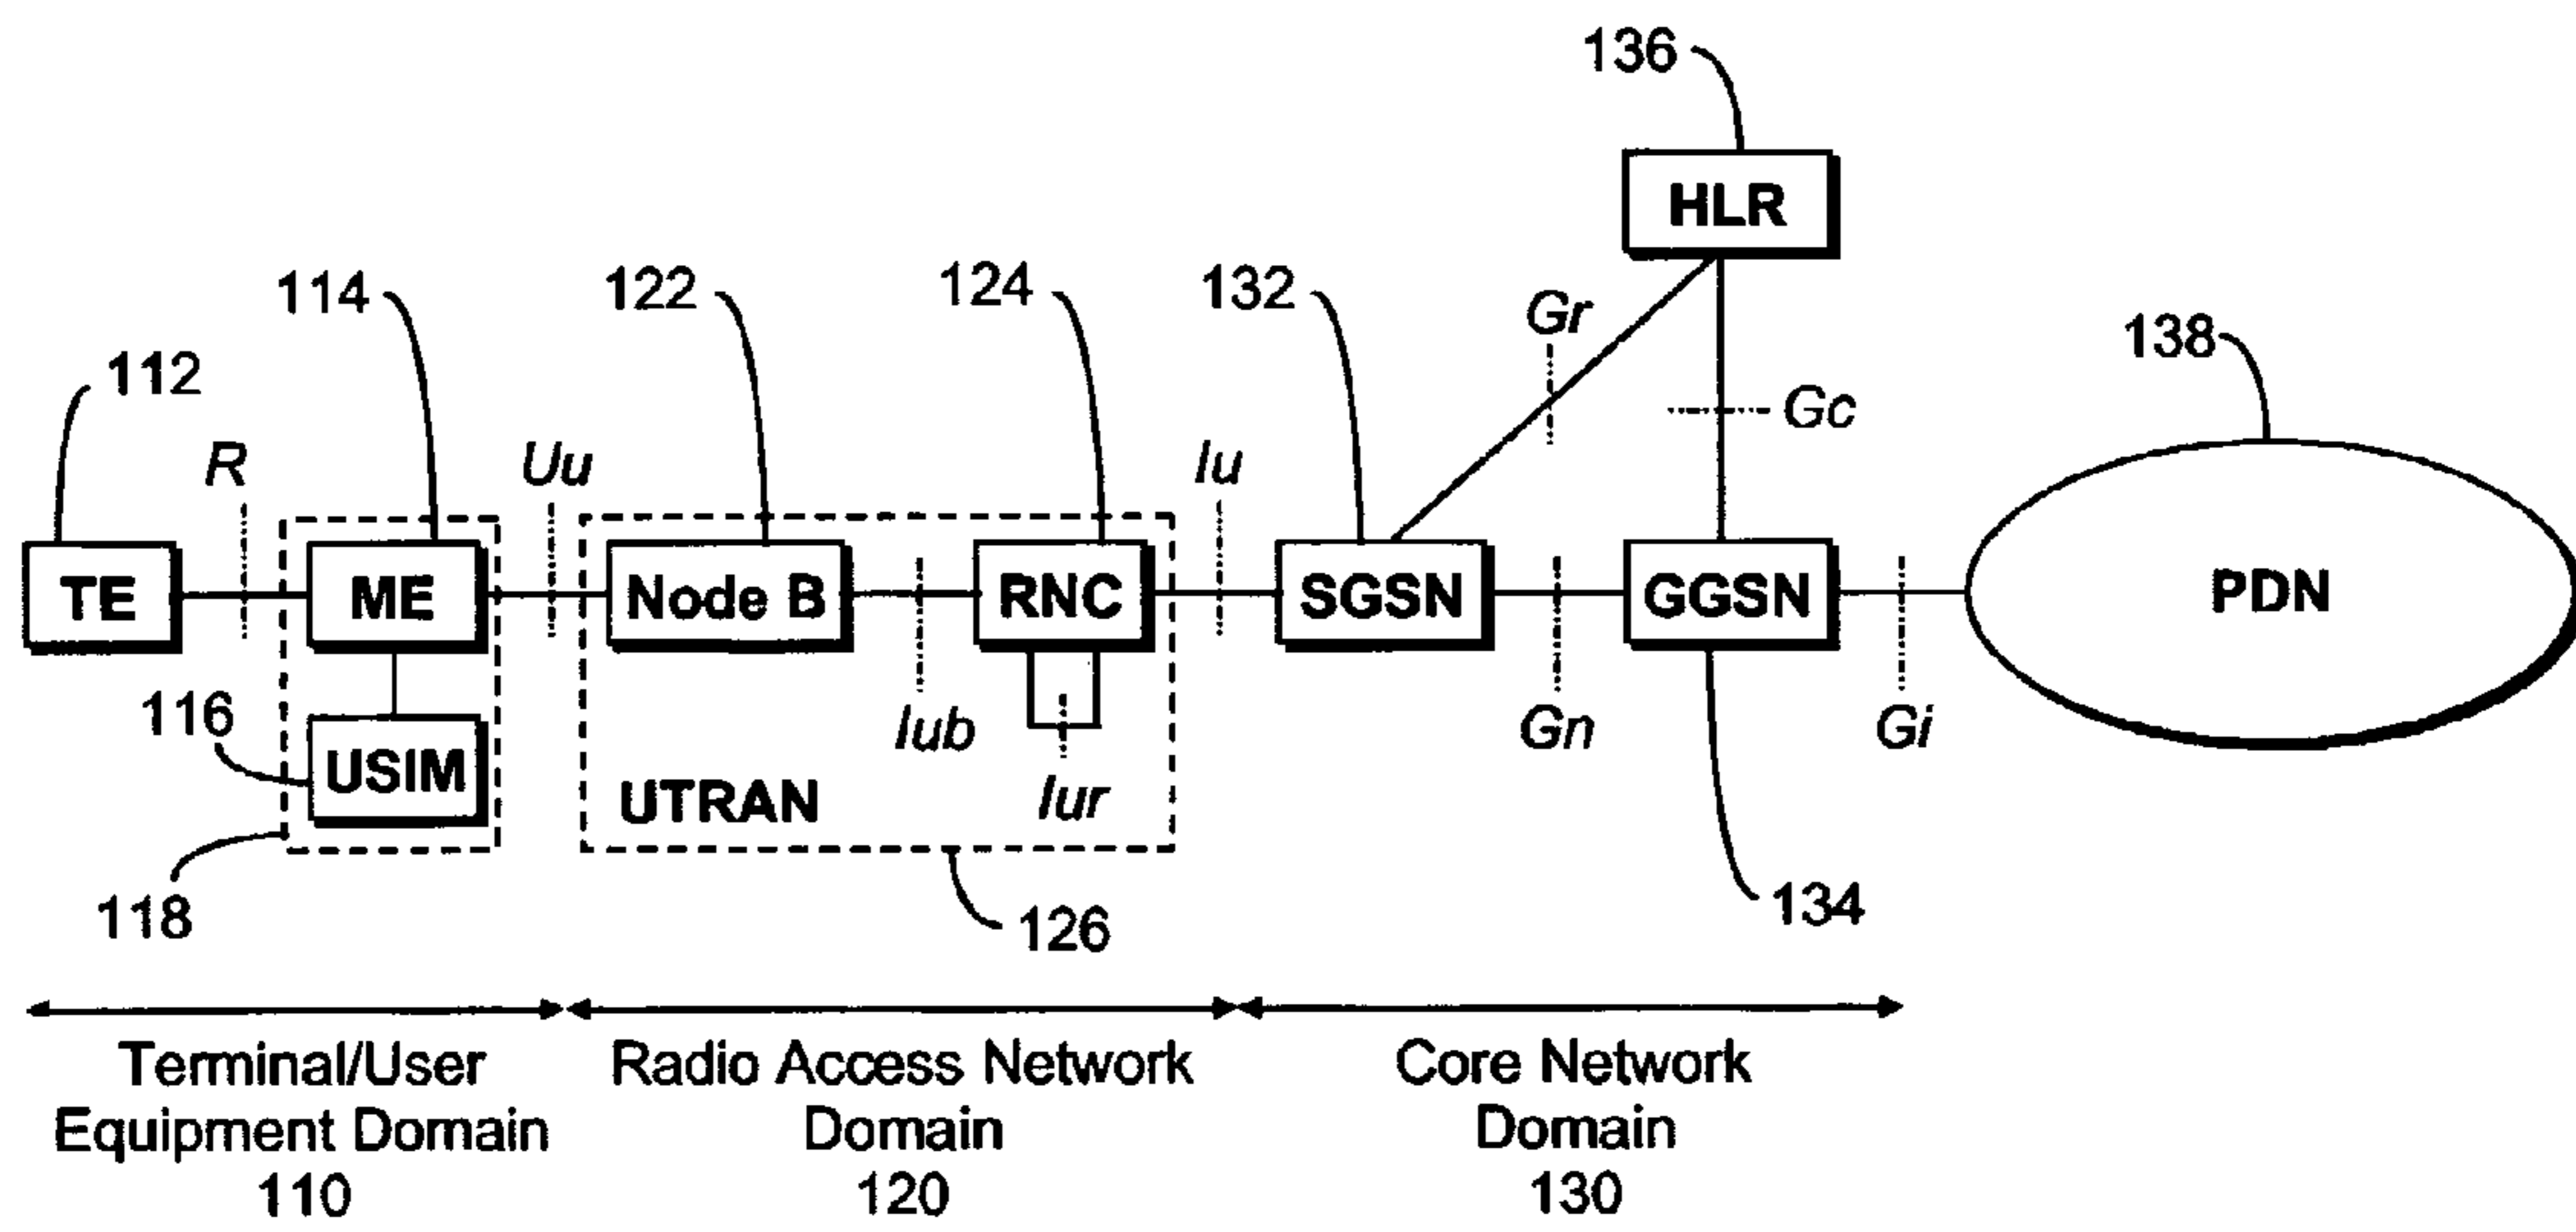 136
HLR
114
122
124
132
Gr
138
112
Gc
R
Uu
Iu
TE
ME
Node B
RNC
SGSN
GGSN
PDN
116
USIM
Iub
Gn
Gi
UTRAN
Iur
118
126
134
Terminal/User
Equipment Domain
110
Radio Access Network
Domain
120
Core Network
Domain
130